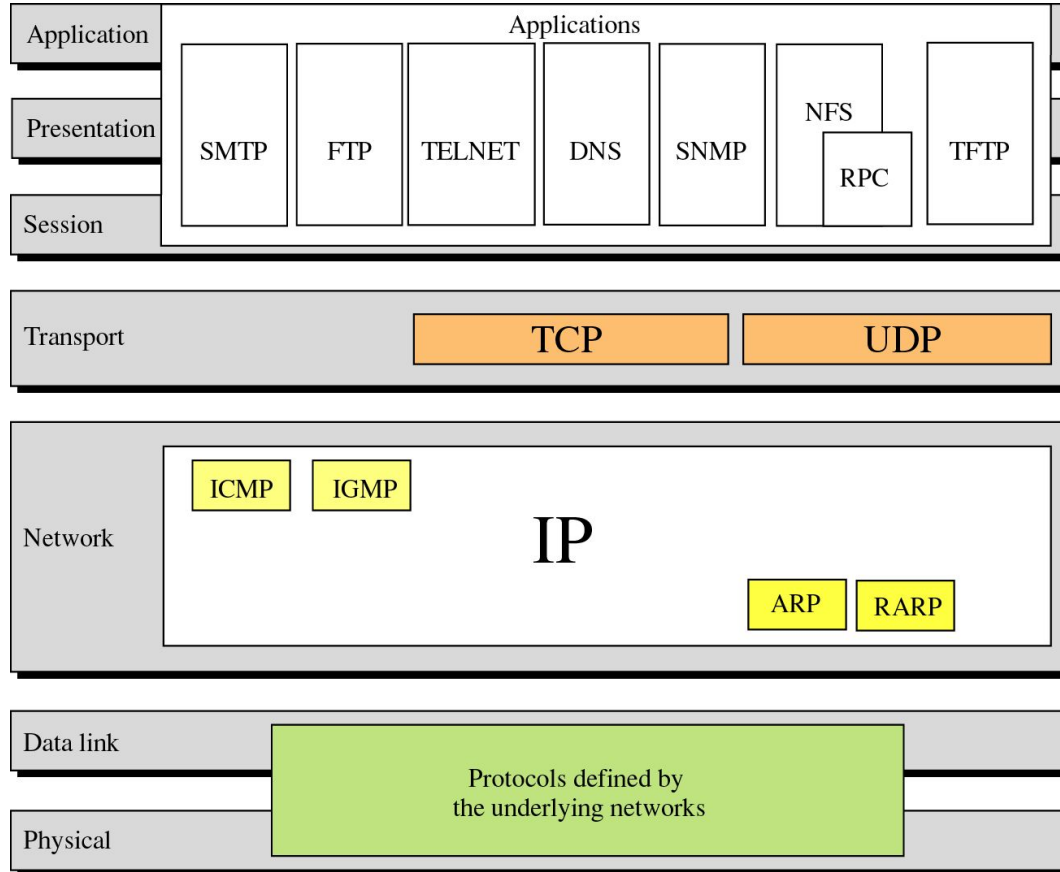 Application
Applications
Presentation
SMTP
FTP
TELNET
DNS
SNMP
NFS
RPC
TFTP
Session
Transport
TCP
UDP
Network
ICMP
IGMP
IP
ARP
RARP
Data link
Protocols defined by
the underlying networks
Physical